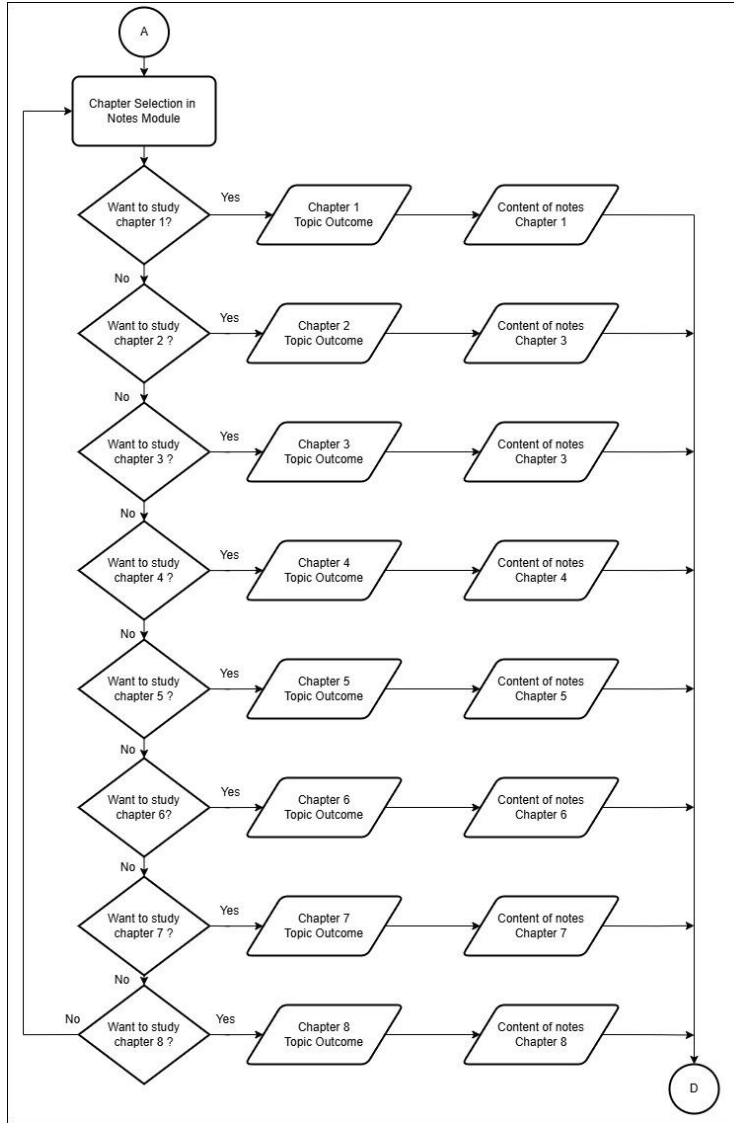 A
Chapter Selection in
Notes Module
Want to study
chapter 1?
Yes
Chapter 1
Topic Outcome
Content of notes
Chapter 1
No
Want to study
chapter 2 ?
Yes
Chapter 2
Topic Outcome
Content of notes
Chapter 3
No
Want to study
chapter 3 ?
Yes
Chapter 3
Topic Outcome
Content of notes
Chapter 3
No
Want to study
chapter 4 ?
Yes
Chapter 4
Topic Outcome
Content of notes
Chapter 4
No
Want to study
chapter 5 ?
Yes
Chapter 5
Topic Outcome
Content of notes
Chapter 5
No
Want to study
chapter 6?
Yes
Chapter 6
Topic Outcome
Content of notes
Chapter 6
No
Want to study
chapter 7 ?
Yes
Chapter 7
Topic Outcome
Content of notes
Chapter 7
No
No
Want to study
chapter 8 ?
Yes
Chapter 8
Topic Outcome
Content of notes
Chapter 8
D